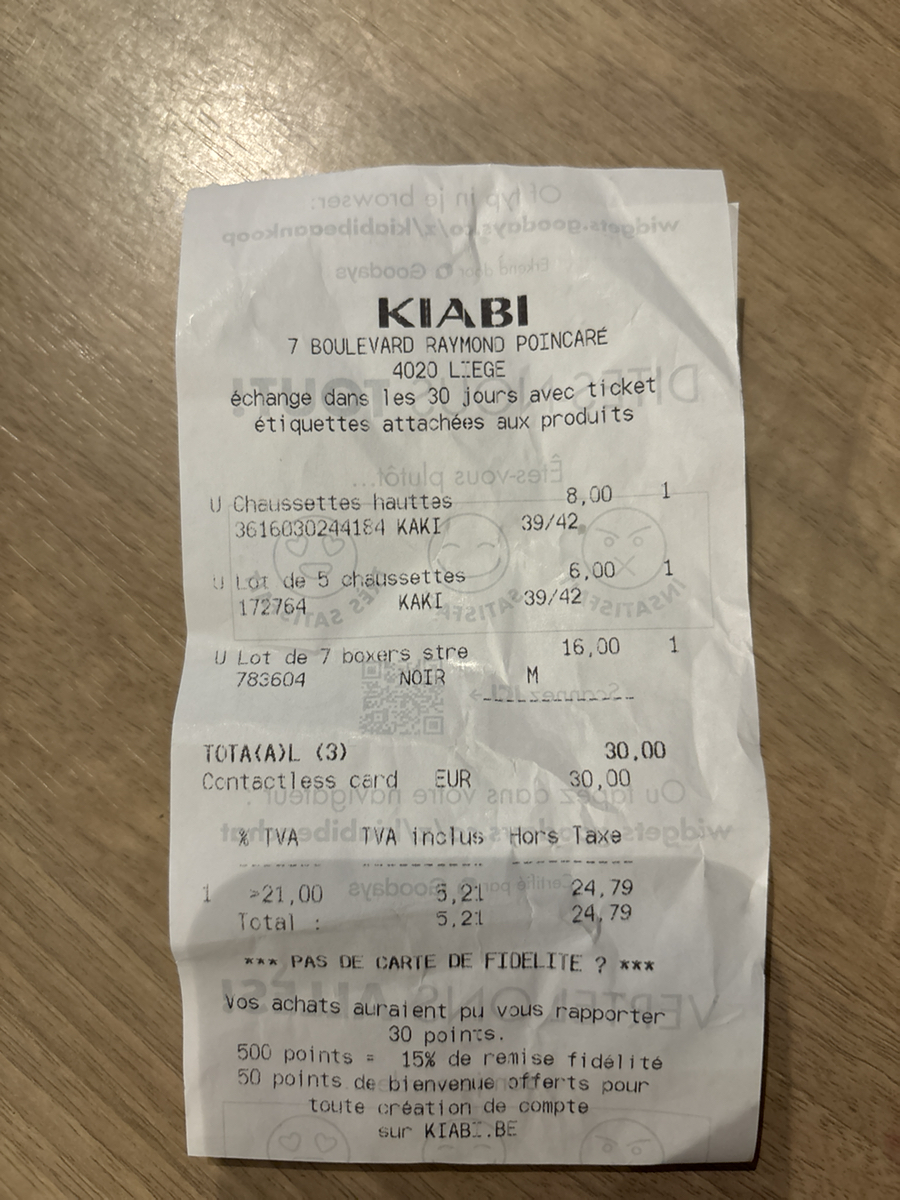 KIABI
7 BOULEVARD RAYMOND POINCARÉ
4020 LIEGE
échange dans les 30 jours avec ticket
étiquettes attachées aux produits
U Chaussettes hauttes 8,00 1
3616030244184 KAKI 39/42
U Lot de 5 chaussettes 6,00 1
172764 KAKI 39/42
U Lot de 7 boxers stre 16,00 1
783604 NOIR M
TOTA(A)L (3) 30,00
Contactless card EUR 30,00
% TVA TVA inclus Hors Taxe
1 >21,00 5,21 24,79
Total : 5,21 24,79
*** PAS DE CARTE DE FIDELITE ? ***
Vos achats auraient pu vous rapporter
30 points.
500 points = 15% de remise fidélité
50 points de bienvenue offerts pour
toute création de compte
sur KIABI.BE